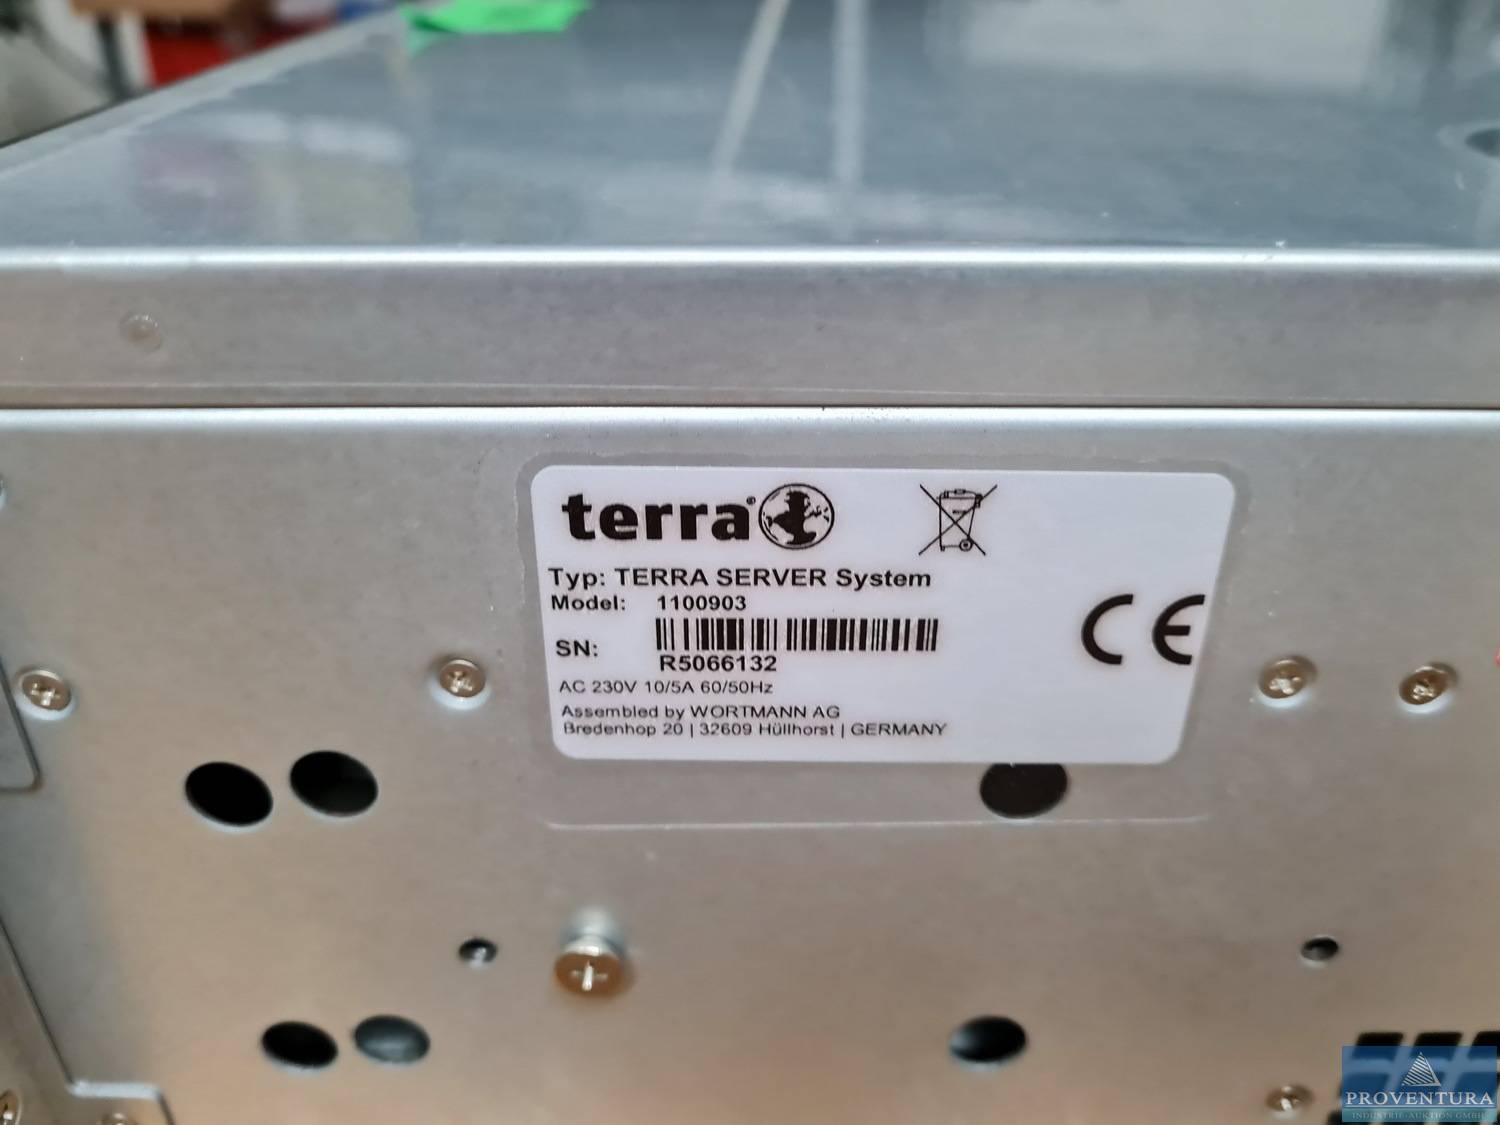 terra®
Typ: TERRA SERVER System
Model: 1100903
SN:
R5066132
AC 230V 10/5A 60/50Hz
Assembled by WORTMANN AG
Bredenhop 20 | 32609 Hüllhorst | GERMANY
CE
PROVENTURA
INDUSTRIE-AUKTION GMBH